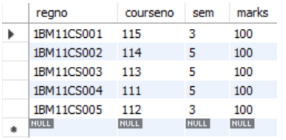 regno courseno sem marks
1BM11CS001 115 3 100
1BM11CS002 114 5 100
1BM11CS003 113 5 100
1BM11CS004 111 5 100
1BM11CS005 112 3 100
NULL NULL NULL NULL